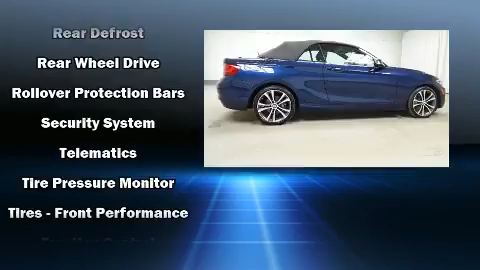 Rear Defrost
Rear Wheel Drive
Rollover Protection Bars
Security System
Telematics
Tire Pressure Monitor
Tires - Front Performance